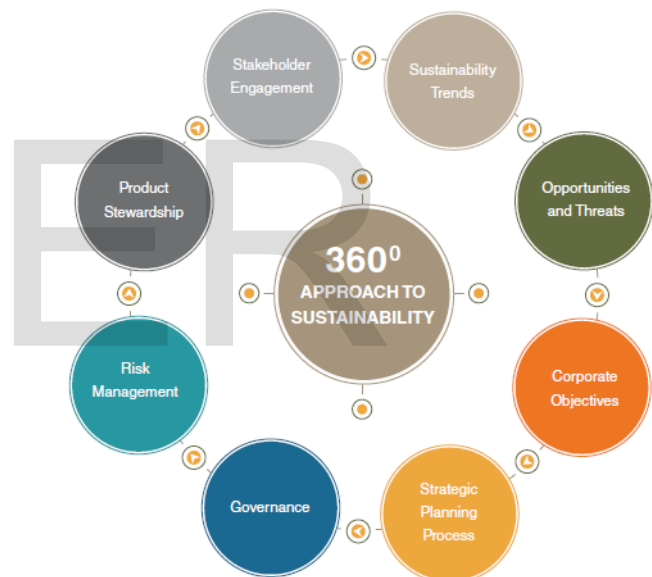 Stakeholder
Engagement
Sustainability
Trends
Product
Stewardship
Opportunities
and Threats
360⁰
APPROACH TO
SUSTAINABILITY
Risk
Management
Corporate
Objectives
Governance
Strategic
Planning
Process
ER